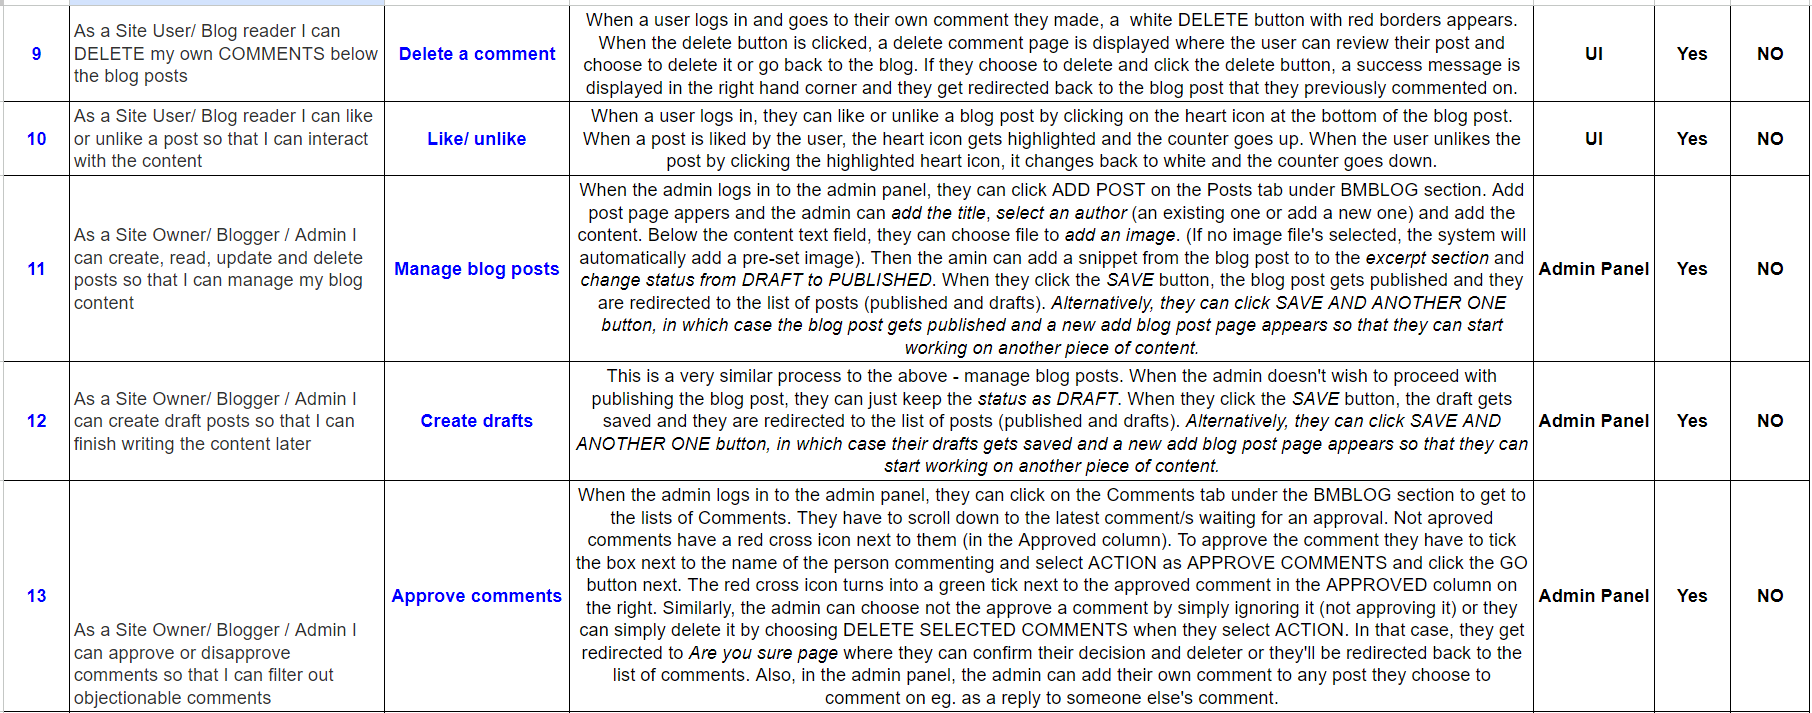 9
As a Site User/ Blog reader I can
DELETE my own COMMENTS below
the blog posts
Delete a comment
When a user logs in and goes to their own comment they made, a  white DELETE button with red borders appears.
When the delete button is clicked, a delete comment page is displayed where the user can review their post and
choose to delete it or go back to the blog. If they choose to delete and click the delete button, a success message is
displayed in the right hand corner and they get redirected back to the blog post that they previously commented on.
UI
Yes
NO
10
As a Site User/ Blog reader I can like
or unlike a post so that I can interact
with the content
Like/ unlike
When a user logs in, they can like or unlike a blog post by clicking on the heart icon at the bottom of the blog post.
When a post is liked by the user, the heart icon gets highlighted and the counter goes up. When the user unlikes the
post by clicking the highlighted heart icon, it changes back to white and the counter goes down.
UI
Yes
NO
11
As a Site Owner/ Blogger / Admin I
can create, read, update and delete
posts so that I can manage my blog
content
Manage blog posts
When the admin logs in to the admin panel, they can click ADD POST on the Posts tab under BMBLOG section. Add
post page appers and the admin can add the title, select an author (an existing one or add a new one) and add the
content. Below the content text field, they can choose file to add an image. (If no image file's selected, the system will
automatically add a pre-set image). Then the amin can add a snippet from the blog post to to the excerpt section and
change status from DRAFT to PUBLISHED. When they click the SAVE button, the blog post gets published and they
are redirected to the list of posts (published and drafts). Alternatively, they can click SAVE AND ANOTHER ONE
button, in which case the blog post gets published and a new add blog post page appears so that they can start
working on another piece of content.
Admin Panel
Yes
NO
12
As a Site Owner/ Blogger / Admin I
can create draft posts so that I can
finish writing the content later
Create drafts
This is a very similar process to the above - manage blog posts. When the admin doesn't wish to proceed with
publishing the blog post, they can just keep the status as DRAFT. When they click the SAVE button, the draft gets
saved and they are redirected to the list of posts (published and drafts). Alternatively, they can click SAVE AND
ANOTHER ONE button, in which case their drafts gets saved and a new add blog post page appears so that they can
start working on another piece of content.
Admin Panel
Yes
NO
13
As a Site Owner/ Blogger / Admin I
can approve or disapprove
comments so that I can filter out
objectionable comments
Approve comments
When the admin logs in to the admin panel, they can click on the Comments tab under the BMBLOG section to get to
the lists of Comments. They have to scroll down to the latest comment/s waiting for an approval. Not aproved
comments have a red cross icon next to them (in the Approved column). To approve the comment they have to tick
the box next to the name of the person commenting and select ACTION as APPROVE COMMENTS and click the GO
button next. The red cross icon turns into a green tick next to the approved comment in the APPROVED column on
the right. Similarly, the admin can choose not the approve a comment by simply ignoring it (not approving it) or they
can simply delete it by choosing DELETE SELECTED COMMENTS when they select ACTION. In that case, they get
redirected to Are you sure page where they can confirm their decision and deleter or they'll be redirected back to the
list of comments. Also, in the admin panel, the admin can add their own comment to any post they choose to
comment on eg. as a reply to someone else's comment.
Admin Panel
Yes
NO